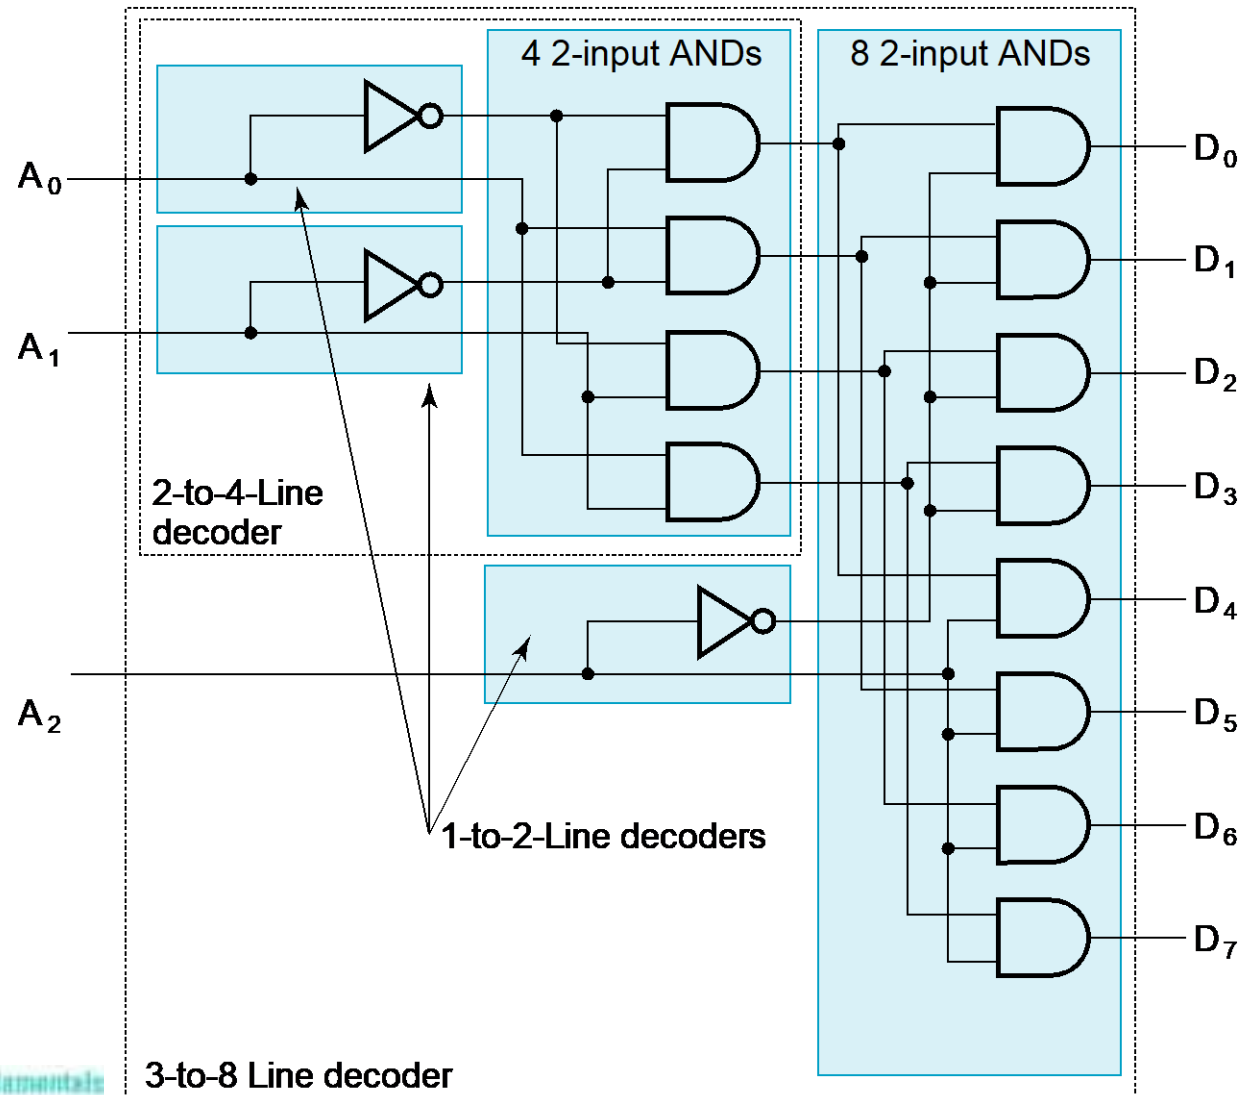 4 2-input ANDs
8 2-input ANDs
A0
A1
A2
D0
D1
D2
D3
D4
D5
D6
D7
2-to-4-Line
decoder
1-to-2-Line decoders
3-to-8 Line decoder